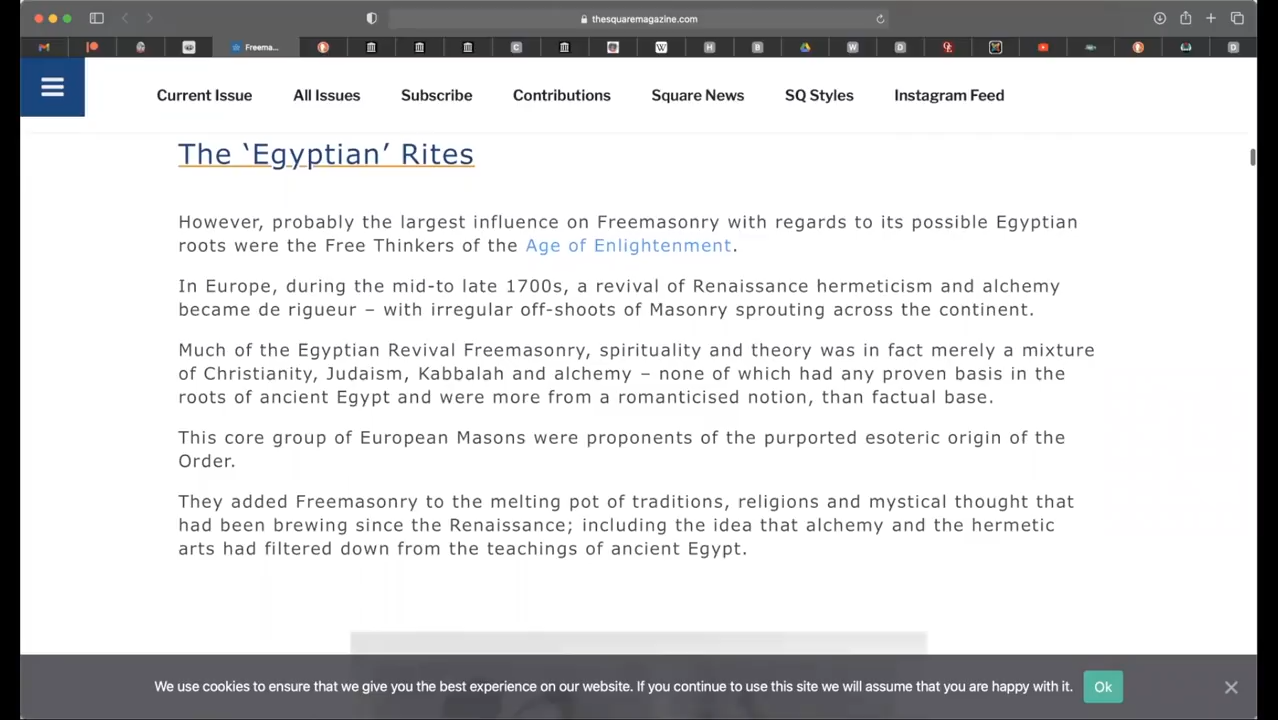 thesquaremagazine.com
Freema...
Current Issue All Issues Subscribe Contributions Square News SQ Styles Instagram Feed
The ‘Egyptian’ Rites
However, probably the largest influence on Freemasonry with regards to its possible Egyptian
roots were the Free Thinkers of the Age of Enlightenment.
In Europe, during the mid-to late 1700s, a revival of Renaissance hermeticism and alchemy
became de rigueur – with irregular off-shoots of Masonry sprouting across the continent.
Much of the Egyptian Revival Freemasonry, spirituality and theory was in fact merely a mixture
of Christianity, Judaism, Kabbalah and alchemy – none of which had any proven basis in the
roots of ancient Egypt and were more from a romanticised notion, than factual base.
This core group of European Masons were proponents of the purported esoteric origin of the
Order.
They added Freemasonry to the melting pot of traditions, religions and mystical thought that
had been brewing since the Renaissance; including the idea that alchemy and the hermetic
arts had filtered down from the teachings of ancient Egypt.
We use cookies to ensure that we give you the best experience on our website. If you continue to use this site we will assume that you are happy with it. Ok